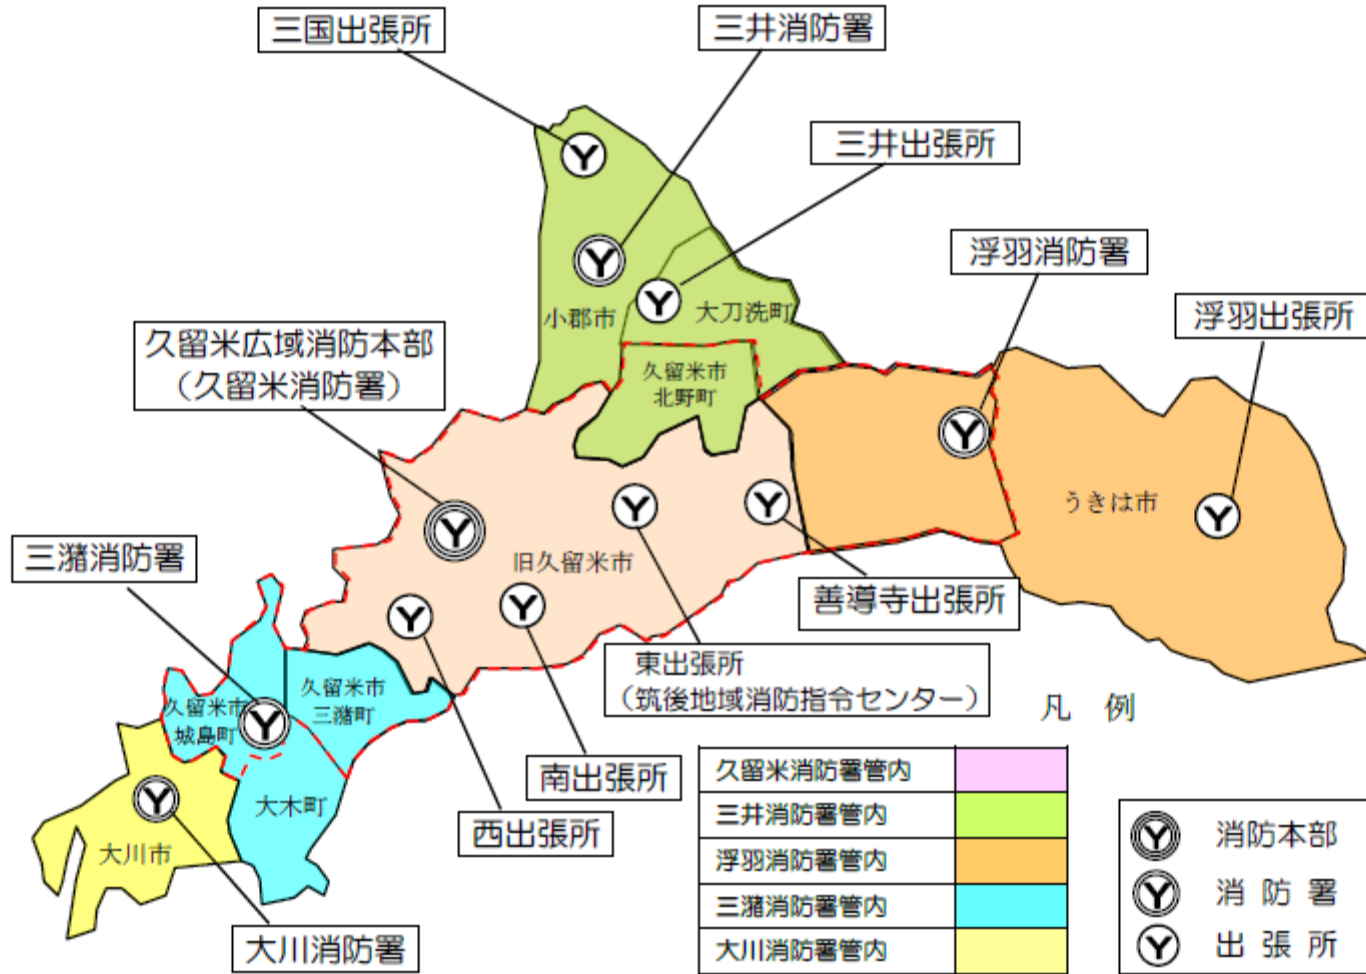 三国出張所
三井消防署
三井出張所
浮羽消防署
浮羽出張所
久留米広域消防本部
（久留米消防署）
小郡市
大刀洗町
久留米市
北野町
うきは市
三潴消防署
旧久留米市
善導寺出張所
東出張所
（筑後地域消防指令センター）
久留米市
三潴町
久留米市
城島町
南出張所
西出張所
大木町
大川市
大川消防署
凡　例
久留米消防署管内
三井消防署管内
浮羽消防署管内
三潴消防署管内
大川消防署管内
消防本部
消 防 署
出 張 所